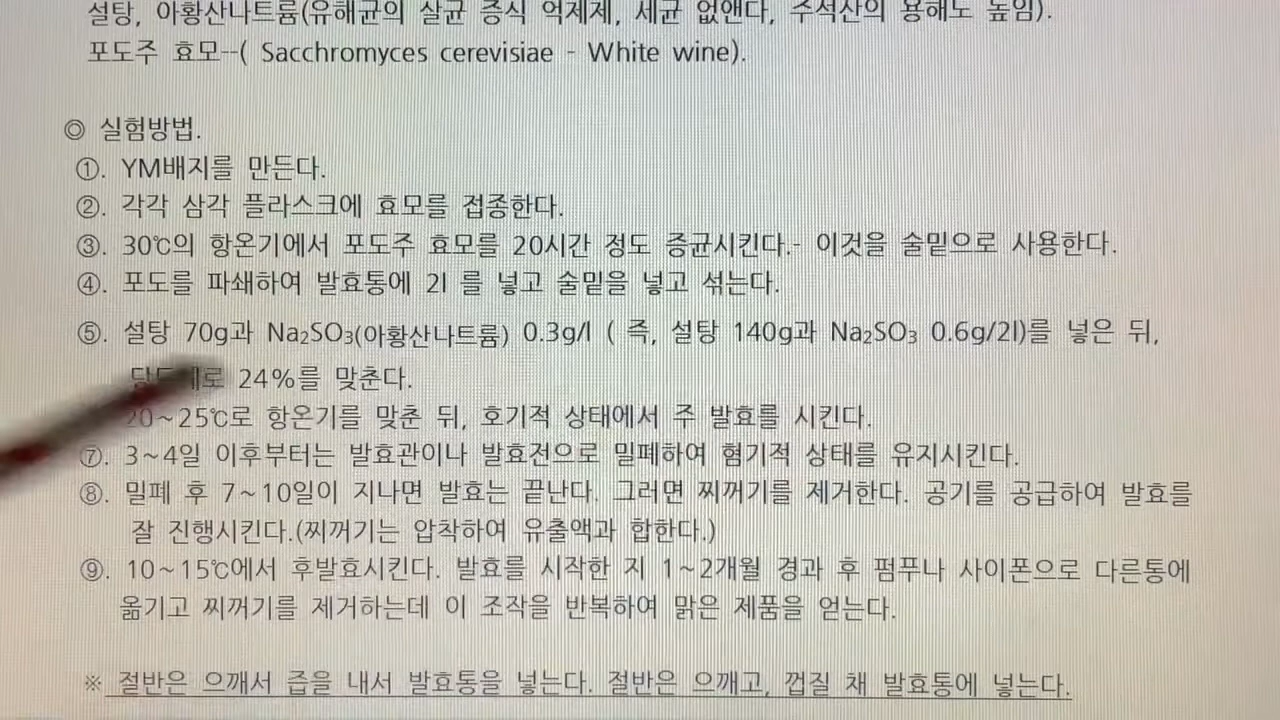 설탕, 아황산나트륨(유해균의 살균 증식 억제제, 세균 없앤다, 주석산의 용해도 높임).
포도주 효모--( Sacchromyces cerevisiae - White wine).
◎ 실험방법.
①. YM배지를 만든다.
②. 각각 삼각 플라스크에 효모를 접종한다.
③. 30℃의 항온기에서 포도주 효모를 20시간 정도 증균시킨다.- 이것을 술밑으로 사용한다.
④. 포도를 파쇄하여 발효통에 2l 를 넣고 술밑을 넣고 섞는다.
⑤. 설탕 70g과 Na₂SO₃(아황산나트륨) 0.3g/l ( 즉, 설탕 140g과 Na₂SO₃ 0.6g/2l)를 넣은 뒤,
24%를 맞춘다.
20~25℃로 항온기를 맞춘 뒤, 호기적 상태에서 주 발효를 시킨다.
⑦. 3~4일 이후부터는 발효관이나 발효전으로 밀폐하여 혐기적 상태를 유지시킨다.
⑧. 밀폐 후 7~10일이 지나면 발효는 끝난다. 그러면 찌꺼기를 제거한다. 공기를 공급하여 발효를
잘 진행시킨다.(찌꺼기는 압착하여 유출액과 합한다.)
⑨. 10~15℃에서 후발효시킨다. 발효를 시작한 지 1~2개월 경과 후 펌푸나 사이폰으로 다른통에
옮기고 찌꺼기를 제거하는데 이 조작을 반복하여 맑은 제품을 얻는다.
※ 절반은 으깨서 즙을 내서 발효통을 넣는다. 절반은 으깨고, 껍질 채 발효통에 넣는다.